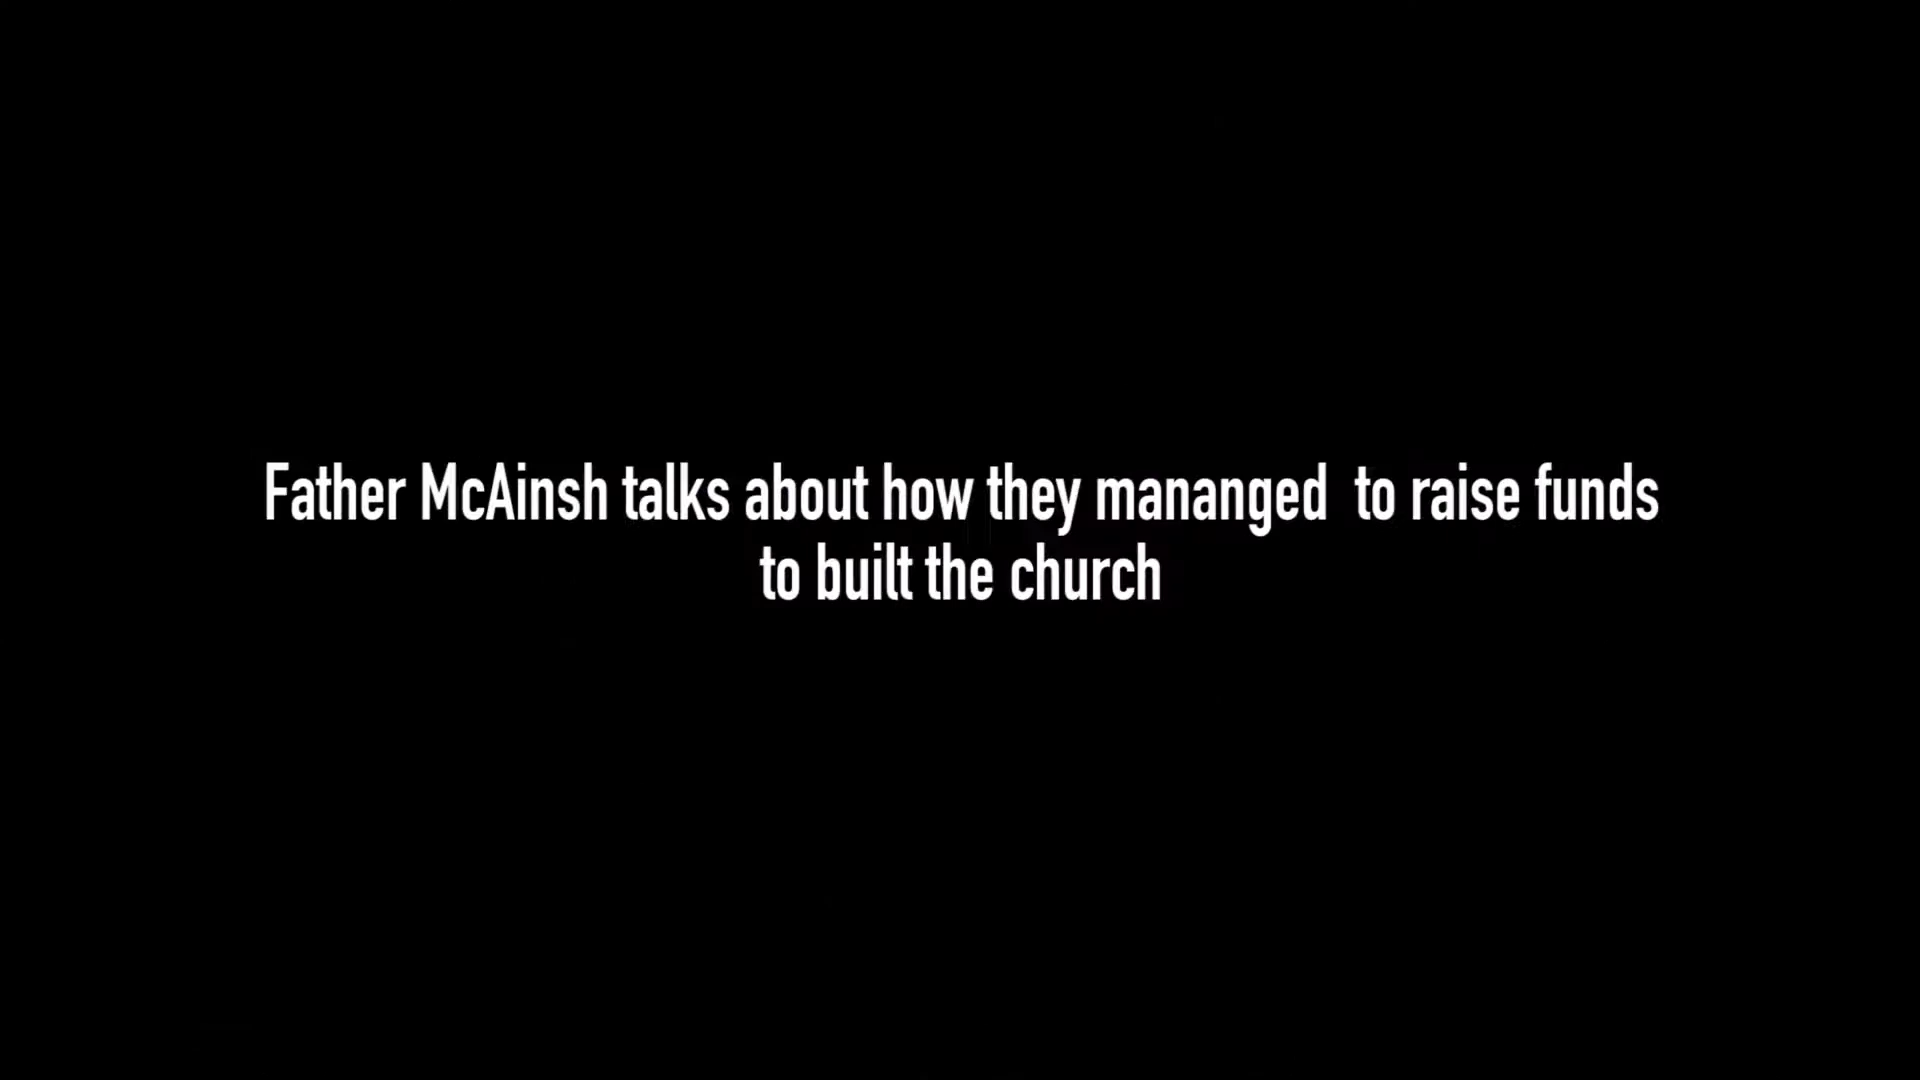 Father McAinsh talks about how they mananged  to raise funds
to built the church